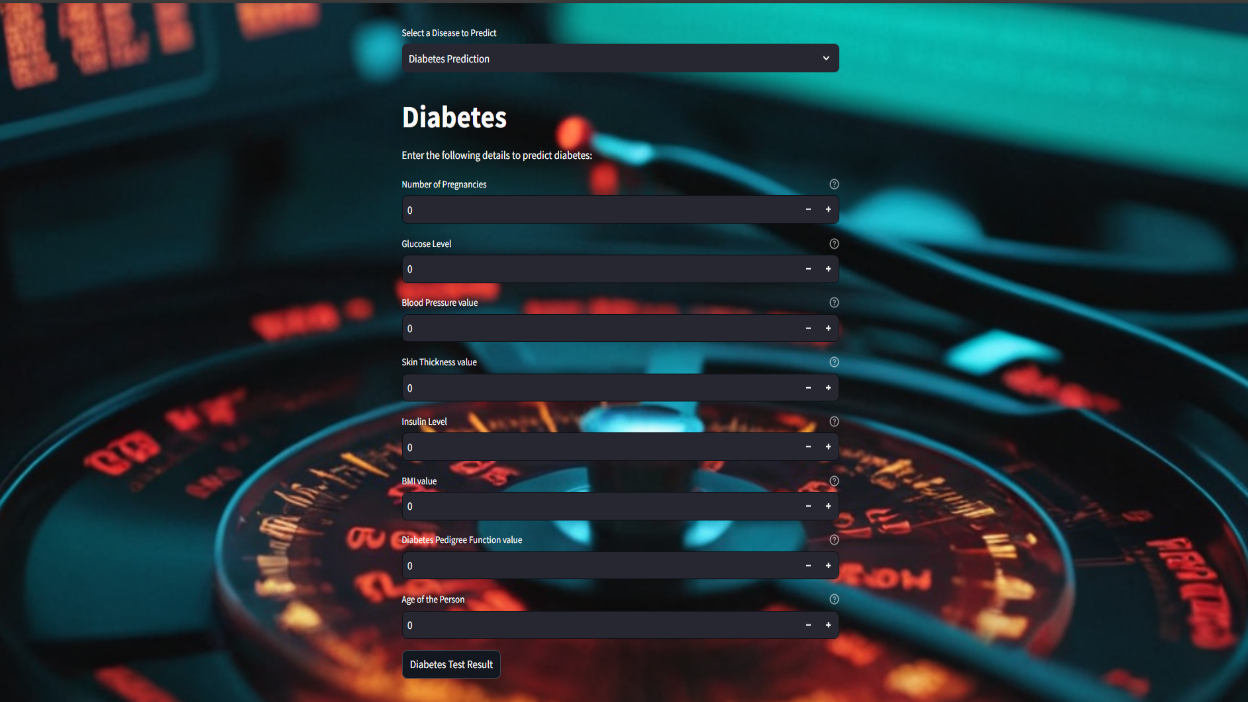 Select a Disease to Predict
Diabetes Prediction
Diabetes
Enter the following details to predict diabetes:
Number of Pregnancies
0
Glucose Level
0
Blood Pressure value
0
Skin Thickness value
0
Insulin Level
0
BMI value
0
Diabetes Pedigree Function value
0
Age of the Person
0
Diabetes Test Result